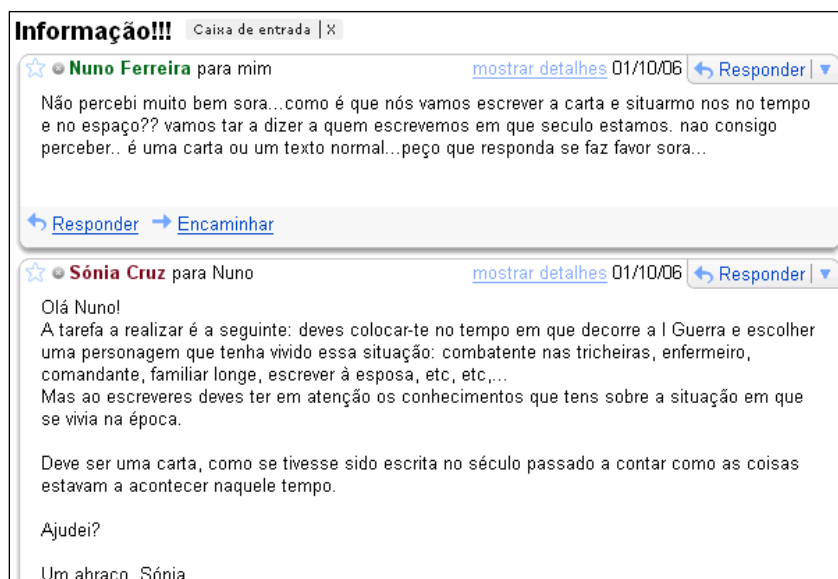 Informação!!! Caixa de entrada | X
Nuno Ferreira para mim mostrar detalhes 01/10/06 Responder
Não percebi muito bem sora...como é que nós vamos escrever a carta e situarmo nos no tempo
e no espaço?? vamos tar a dizer a quem escrevemos em que seculo estamos. nao consigo
perceber.. é uma carta ou um texto normal...peço que responda se faz favor sora...
Responder Encaminhar
Sónia Cruz para Nuno mostrar detalhes 01/10/06 Responder
Olá Nuno!
A tarefa a realizar é a seguinte: deves colocar-te no tempo em que decorre a I Guerra e escolher
uma personagem que tenha vivido essa situação: combatente nas tricheiras, enfermeiro,
comandante, familiar longe, escrever à esposa, etc, etc,...
Mas ao escreveres deves ter em atenção os conhecimentos que tens sobre a situação em que
se vivia na época.
Deve ser uma carta, como se tivesse sido escrita no século passado a contar como as coisas
estavam a acontecer naquele tempo.
Ajudei?
Um abraço, Sónia